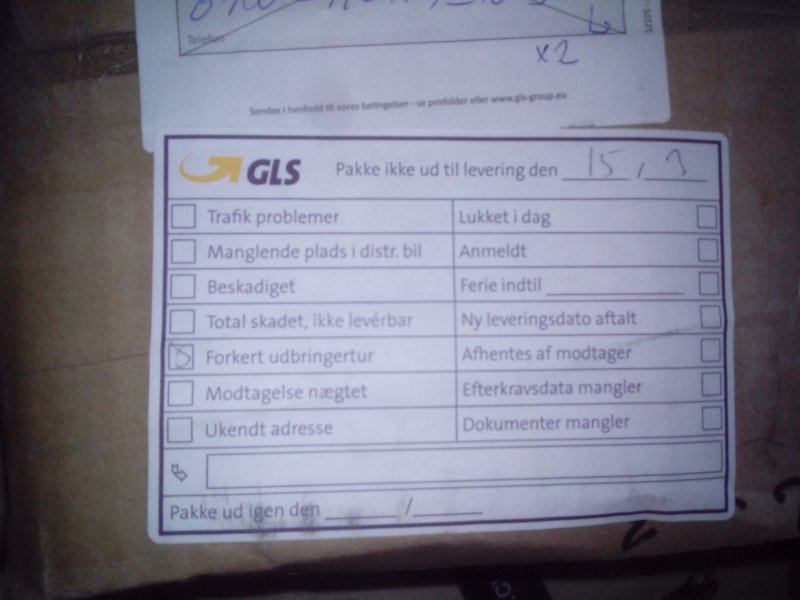 Telefon
x2
Sendes i henhold til vores betingelser - se prisfolder eller www.gls-group.eu
GLS
Pakke ikke ud til levering den 15 / 3
Trafik problemer
Lukket i dag
Manglende plads i distr. bil
Anmeldt
Beskadiget
Ferie indtil
Total skadet, ikke levérbar
Ny leveringsdato aftalt
Forkert udbringertur
Afhentes af modtager
Modtagelse nægtet
Efterkravsdata mangler
Ukendt adresse
Dokumenter mangler
Pakke ud igen den ______ / ______